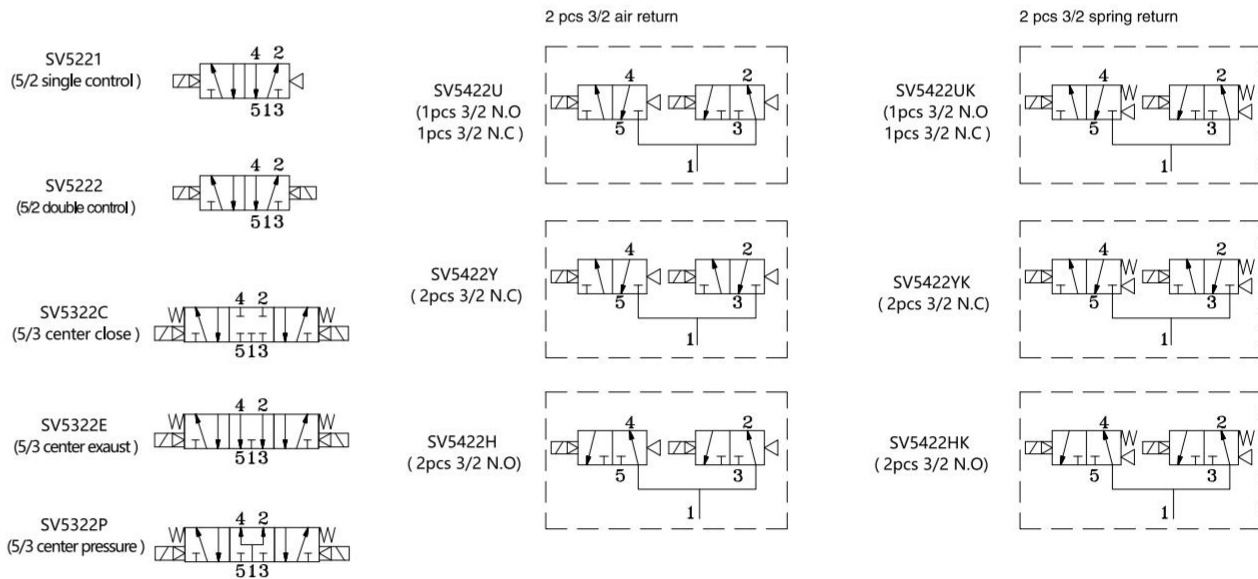 SV5221
(5/2 single control )
4 2
513
SV5222
(5/2 double control )
4 2
513
SV5322C
(5/3 center close )
4 2
513
SV5322E
(5/3 center exaust )
4 2
513
SV5322P
(5/3 center pressure )
4 2
513
2 pcs 3/2 air return
SV5422U
(1pcs 3/2 N.O
1pcs 3/2 N.C )
4 2
5 3
1
SV5422Y
( 2pcs 3/2 N.C)
4 2
5 3
1
SV5422H
( 2pcs 3/2 N.O)
4 2
5 3
1
2 pcs 3/2 spring return
SV5422UK
(1pcs 3/2 N.O
1pcs 3/2 N.C )
4 2
5 3
1
SV5422YK
( 2pcs 3/2 N.C)
4 2
5 3
1
SV5422HK
( 2pcs 3/2 N.O)
4 2
5 3
1